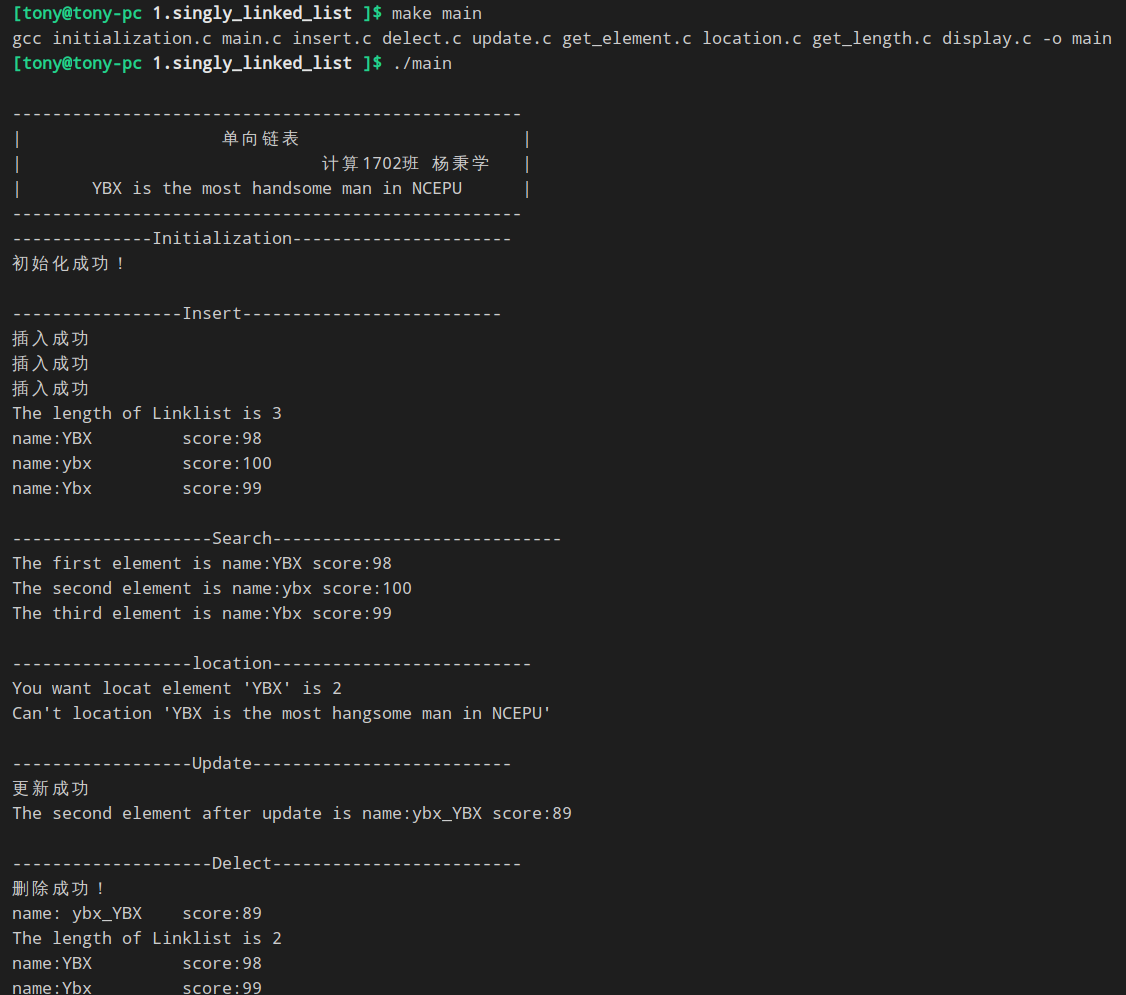 [tony@tony-pc 1.singly_linked_list ]$ make main
gcc initialization.c main.c insert.c delect.c update.c get_element.c location.c get_length.c display.c -o main
[tony@tony-pc 1.singly_linked_list ]$ ./main
---------------------------------------------------
| 单向链表 |
| 计算1702班 杨秉学 |
| YBX is the most handsome man in NCEPU |
---------------------------------------------------
--------------Initialization----------------------
初始化成功！
-----------------Insert--------------------------
插入成功
插入成功
插入成功
The length of Linklist is 3
name:YBX score:98
name:ybx score:100
name:Ybx score:99
--------------------Search-----------------------------
The first element is name:YBX score:98
The second element is name:ybx score:100
The third element is name:Ybx score:99
------------------location--------------------------
You want locat element 'YBX' is 2
Can't location 'YBX is the most hangsome man in NCEPU'
------------------Update--------------------------
更新成功
The second element after update is name:ybx_YBX score:89
--------------------Delect-------------------------
删除成功！
name: ybx_YBX score:89
The length of Linklist is 2
name:YBX score:98
name:Ybx score:99